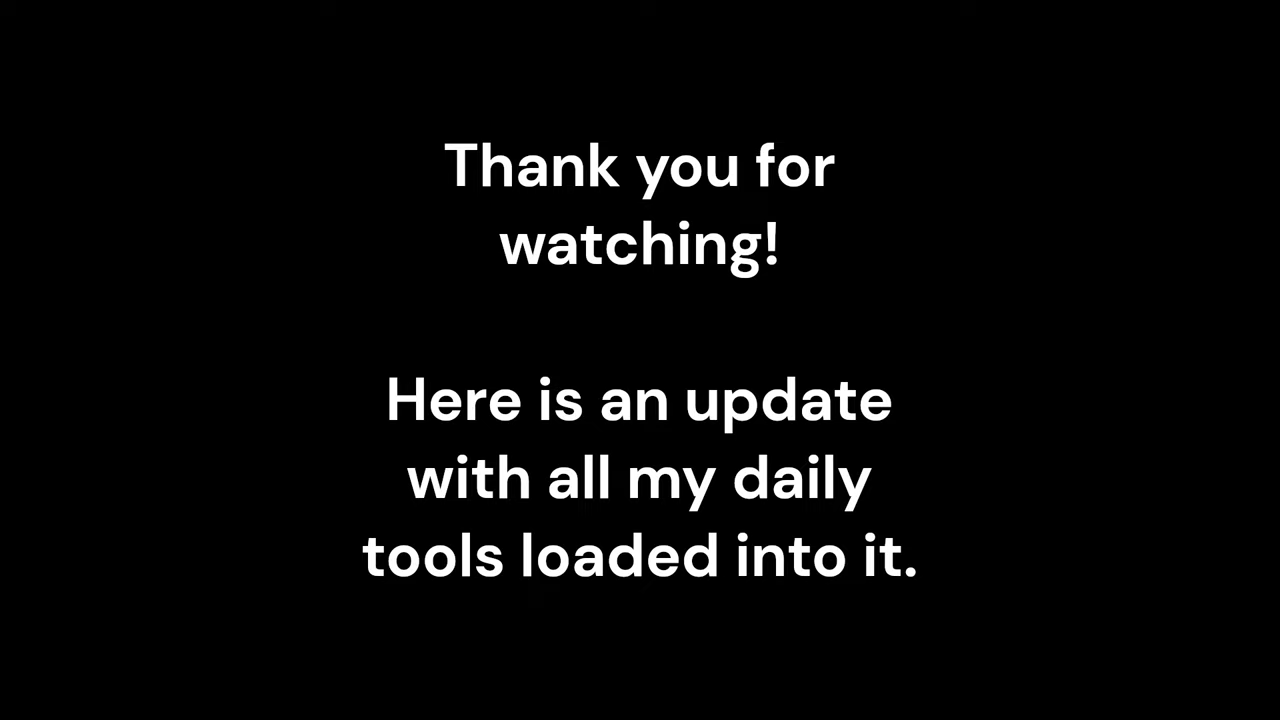 Thank you for
watching!
Here is an update
with all my daily
tools loaded into it.